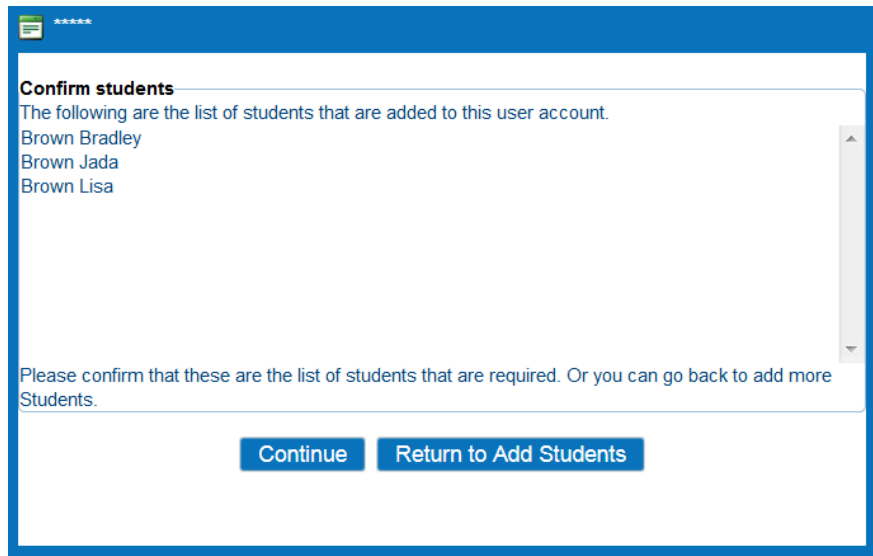 *****
Confirm students
The following are the list of students that are added to this user account.
Brown Bradley
Brown Jada
Brown Lisa
Please confirm that these are the list of students that are required. Or you can go back to add more
Students.
Continue
Return to Add Students